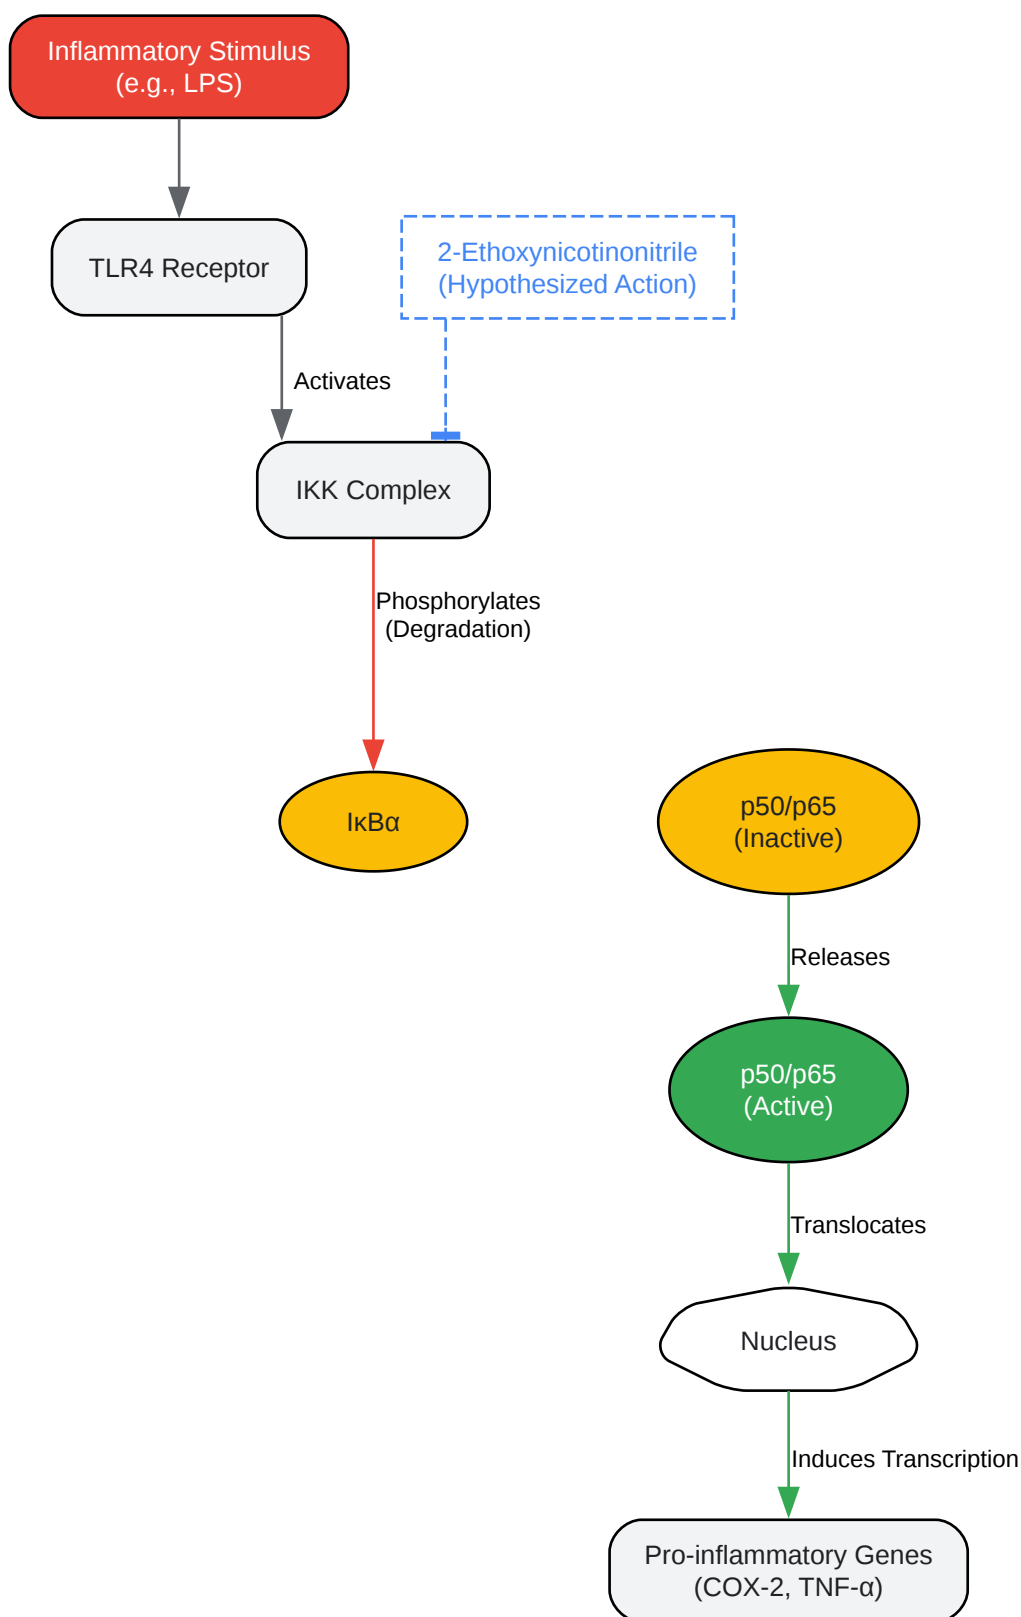 Inflammatory Stimulus
(e.g., LPS)
TLR4 Receptor
2-Ethoxynicotinonitrile
(Hypothesized Action)
Activates
IKK Complex
Phosphorylates
(Degradation)
IκBα
p50/p65
(Inactive)
Releases
p50/p65
(Active)
Translocates
Nucleus
Induces Transcription
Pro-inflammatory Genes
(COX-2, TNF-α)